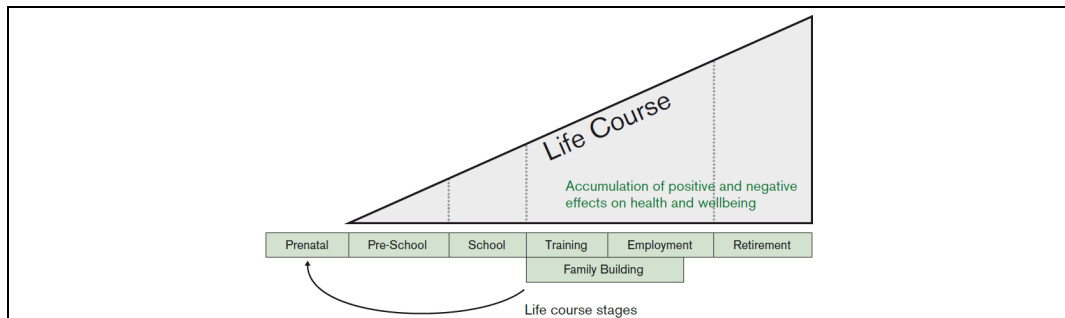 Life Course
Accumulation of positive and negative
effects on health and wellbeing
Prenatal
Pre-School
School
Training
Employment
Retirement
Family Building
Life course stages